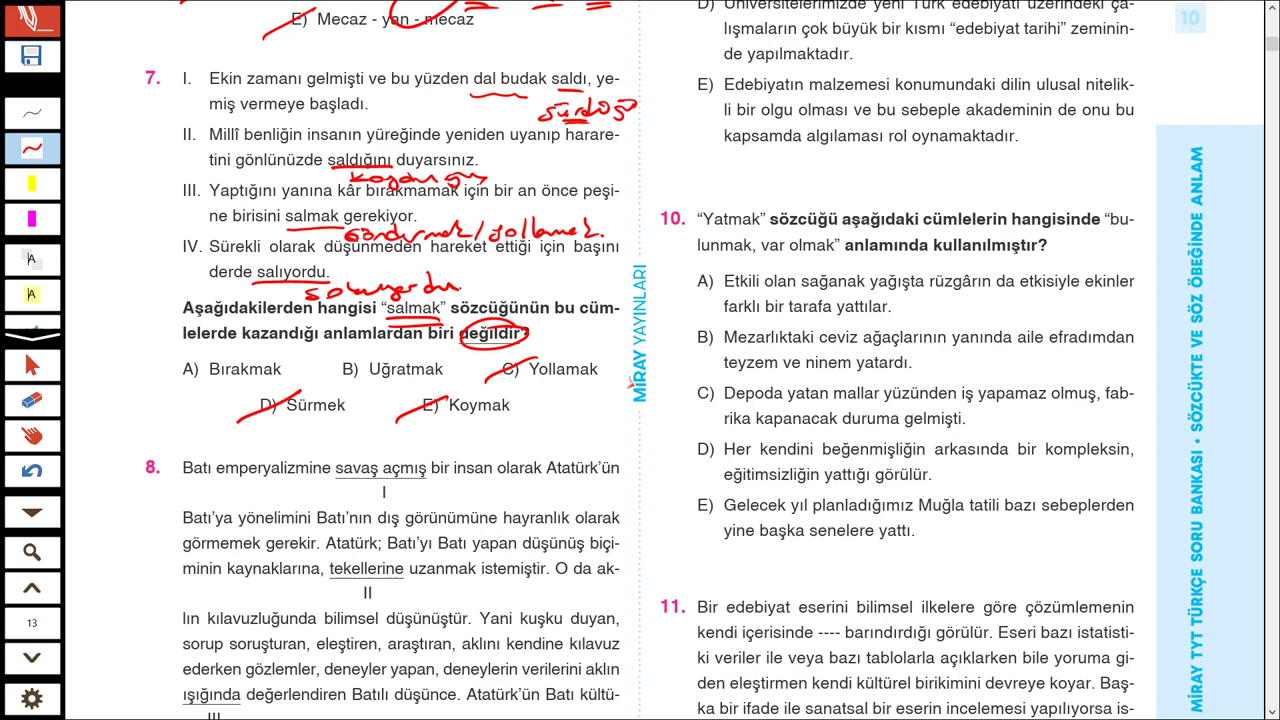 E) Mecaz - yan - mecaz
7. I. Ekin zamanı gelmişti ve bu yüzden dal budak saldı, ye-
miş vermeye başladı.
II. Millî benliğin insanın yüreğinde yeniden uyanıp harare-
tini gönlünüzde saldığını duyarsınız.
III. Yaptığını yanına kâr bırakmamak için bir an önce peşi-
ne birisini salmak gerekiyor.
göndermek/yollamak.
IV. Sürekli olarak düşünmeden hareket ettiği için başını
derde salıyordu.
Aşağıdakilerden hangisi “salmak” sözcüğünün bu cüm-
lelerde kazandığı anlamlardan biri değildir?
A) Bırakmak B) Uğratmak C) Yollamak
D) Sürmek E) Koymak
8. Batı emperyalizmine savaş açmış bir insan olarak Atatürk’ün
I
Batı’ya yönelimini Batı’nın dış görünümüne hayranlık olarak
görmemek gerekir. Atatürk; Batı’yı Batı yapan düşünüş biçi-
minin kaynaklarına, tekellerine uzanmak istemiştir. O da ak-
II
lın kılavuzluğunda bilimsel düşünüştür. Yani kuşku duyan,
sorup soruşturan, eleştiren, araştıran, aklını kendine kılavuz
ederken gözlemler, deneyler yapan, deneylerin verilerini aklın
ışığında değerlendiren Batılı düşünce. Atatürk’ün Batı kültü-
III
D) Üniversitelerimizde yeni Türk edebiyatı üzerindeki ça-
lışmaların çok büyük bir kısmı “edebiyat tarihi” zeminin-
de yapılmaktadır.
E) Edebiyatın malzemesi konumundaki dilin ulusal nitelik-
li bir olgu olması ve bu sebeple akademinin de onu bu
kapsamda algılaması rol oynamaktadır.
10. “Yatmak” sözcüğü aşağıdaki cümlelerin hangisinde “bu-
lunmak, var olmak” anlamında kullanılmıştır?
A) Etkili olan sağanak yağışta rüzgârın da etkisiyle ekinler
farklı bir tarafa yattılar.
B) Mezarlıktaki ceviz ağaçlarının yanında aile efradımdan
teyzem ve ninem yatardı.
C) Depoda yatan mallar yüzünden iş yapamaz olmuş, fab-
rika kapanacak duruma gelmişti.
D) Her kendini beğenmişliğin arkasında bir kompleksin,
eğitimsizliğin yattığı görülür.
E) Gelecek yıl planladığımız Muğla tatili bazı sebeplerden
yine başka senelere yattı.
11. Bir edebiyat eserini bilimsel ilkelere göre çözümlemenin
kendi içerisinde ---- barındırdığı görülür. Eseri bazı istatisti-
ki veriler ile veya bazı tablolarla açıklarken bile yoruma gi-
den eleştirmen kendi kültürel birikimini devreye koyar. Baş-
ka bir ifade ile sanatsal bir eserin incelemesi yapılıyorsa is-
MİRAY YAYINLARI
10
MİRAY TYT TÜRKÇE SORU BANKASI • SÖZCÜKTE VE SÖZ ÖBEĞİNDE ANLAM
A
A
13